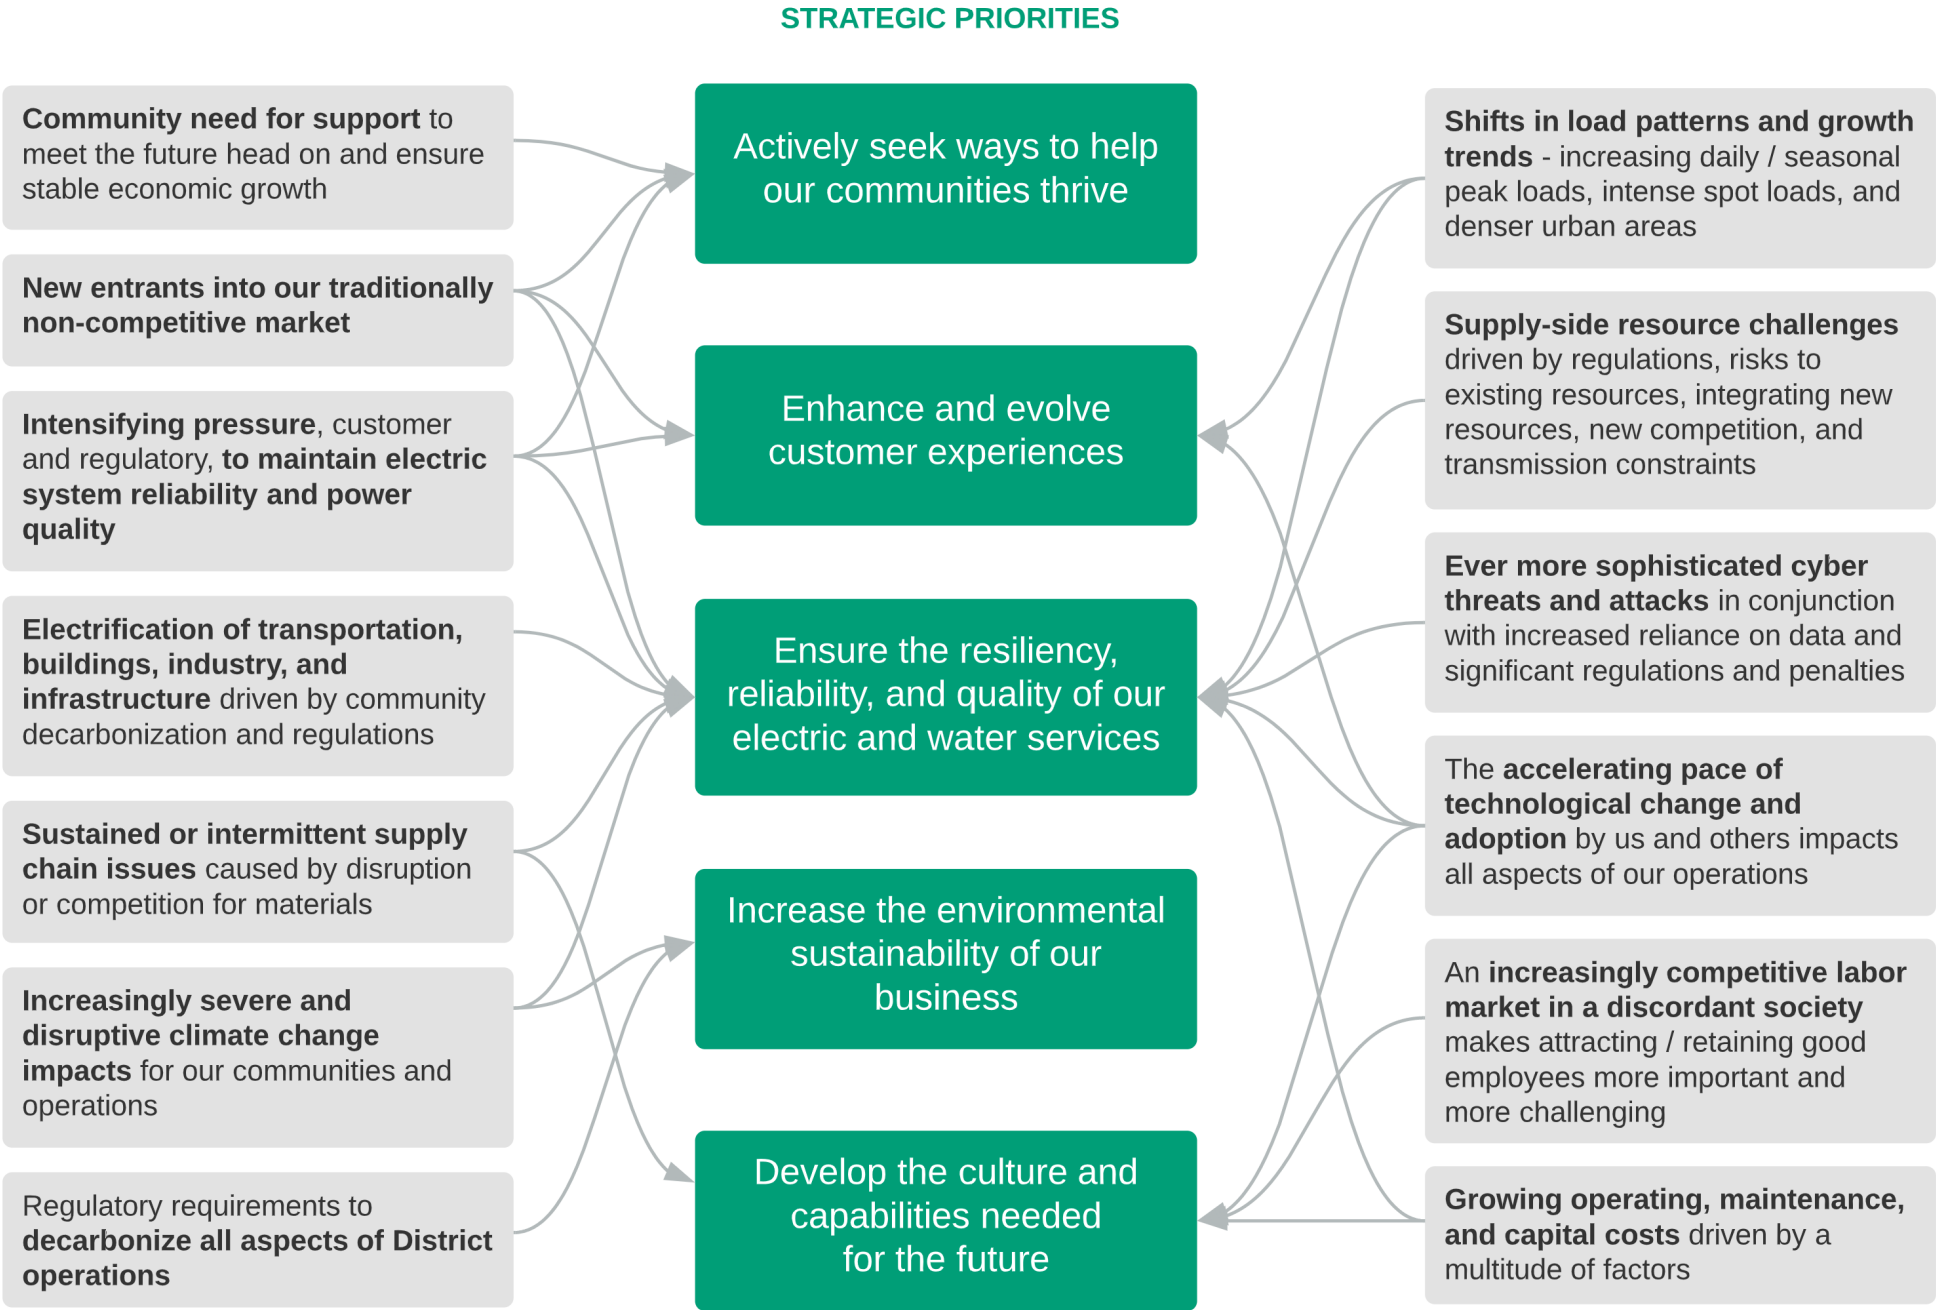 STRATEGIC PRIORITIES
Community need for support to
meet the future head on and ensure
stable economic growth
New entrants into our traditionally
non-competitive market
Intensifying pressure, customer
and regulatory, to maintain electric
system reliability and power
quality
Electrification of transportation,
buildings, industry, and
infrastructure driven by community
decarbonization and regulations
Sustained or intermittent supply
chain issues caused by disruption
or competition for materials
Increasingly severe and
disruptive climate change
impacts for our communities and
operations
Regulatory requirements to
decarbonize all aspects of District
operations
Actively seek ways to help
our communities thrive
Enhance and evolve
customer experiences
Ensure the resiliency,
reliability, and quality of our
electric and water services
Increase the environmental
sustainability of our
business
Develop the culture and
capabilities needed
for the future
Shifts in load patterns and growth
trends - increasing daily / seasonal
peak loads, intense spot loads, and
denser urban areas
Supply-side resource challenges
driven by regulations, risks to
existing resources, integrating new
resources, new competition, and
transmission constraints
Ever more sophisticated cyber
threats and attacks in conjunction
with increased reliance on data and
significant regulations and penalties
The accelerating pace of
technological change and
adoption by us and others impacts
all aspects of our operations
An increasingly competitive labor
market in a discordant society
makes attracting / retaining good
employees more important and
more challenging
Growing operating, maintenance,
and capital costs driven by a
multitude of factors